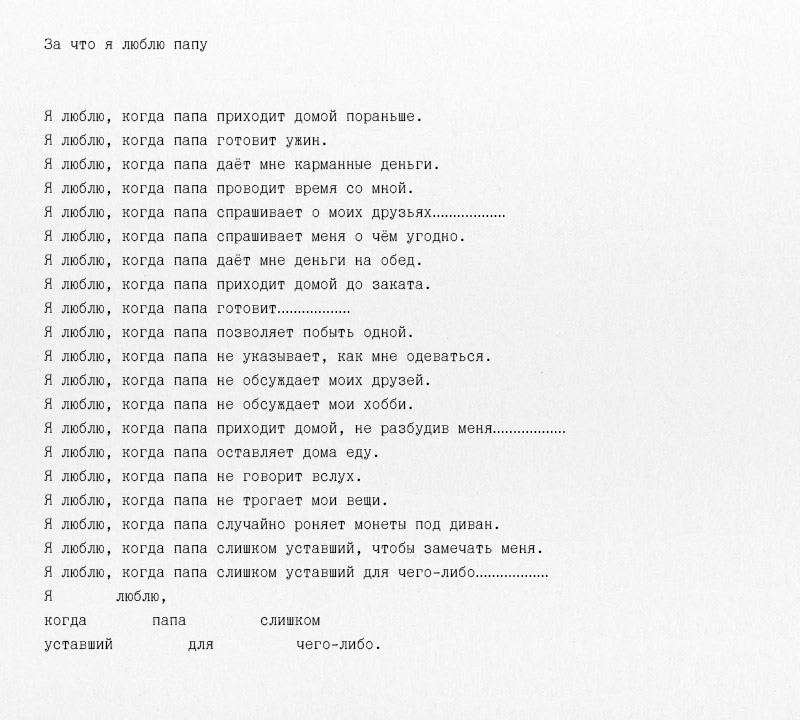 За что я люблю папу
Я люблю, когда папа приходит домой пораньше.
Я люблю, когда папа готовит ужин.
Я люблю, когда папа даёт мне карманные деньги.
Я люблю, когда папа проводит время со мной.
Я люблю, когда папа спрашивает о моих друзьях.................
Я люблю, когда папа спрашивает меня о чём угодно.
Я люблю, когда папа даёт мне деньги на обед.
Я люблю, когда папа приходит домой до заката.
Я люблю, когда папа готовит.................
Я люблю, когда папа позволяет побыть одной.
Я люблю, когда папа не указывает, как мне одеваться.
Я люблю, когда папа не обсуждает моих друзей.
Я люблю, когда папа не обсуждает мои хобби.
Я люблю, когда папа приходит домой, не разбудив меня.................
Я люблю, когда папа оставляет дома еду.
Я люблю, когда папа не говорит вслух.
Я люблю, когда папа не трогает мои вещи.
Я люблю, когда папа случайно роняет монеты под диван.
Я люблю, когда папа слишком уставший, чтобы замечать меня.
Я люблю, когда папа слишком уставший для чего-либо.................
Я люблю,
когда папа слишком
уставший для чего-либо.